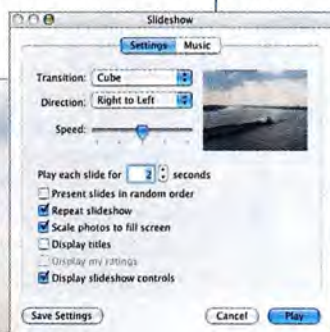 Slideshow
Settings Music
Transition: Cube
Direction: Right to Left
Speed:
Play each slide for 2 seconds
Present slides in random order
Repeat slideshow
Scale photos to fill screen
Display titles
Display my ratings
Display slideshow controls
Save Settings Cancel Play